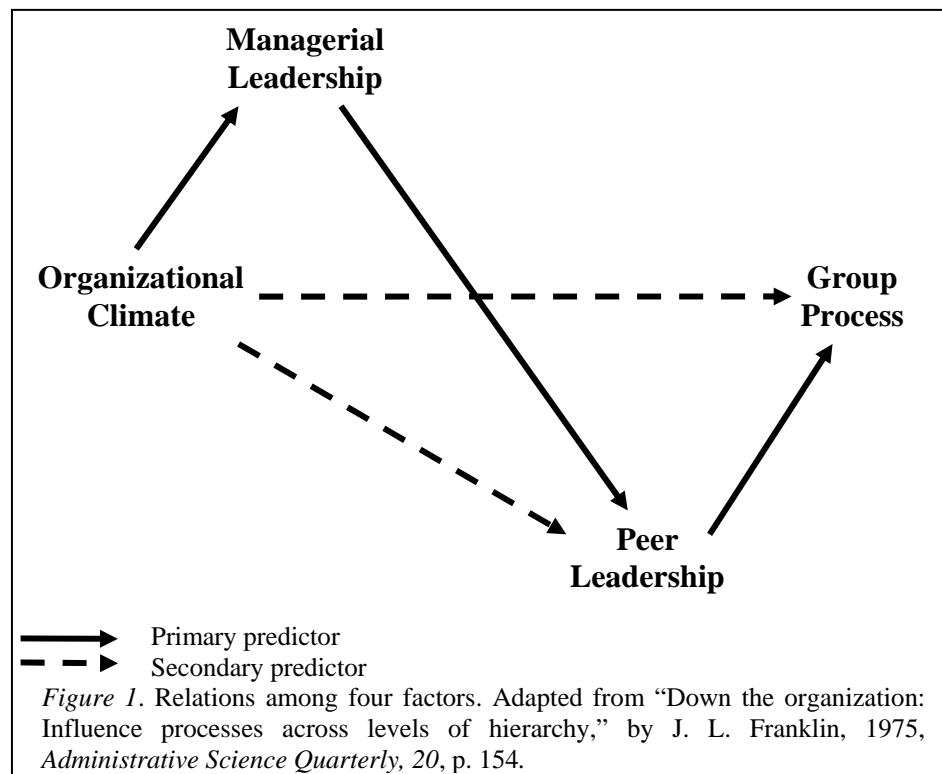 Managerial
Leadership
Organizational
Climate
Group
Process
Peer
Leadership
Primary predictor
Secondary predictor
Figure 1. Relations among four factors. Adapted from “Down the organization:
Influence processes across levels of hierarchy,” by J. L. Franklin, 1975,
Administrative Science Quarterly, 20, p. 154.